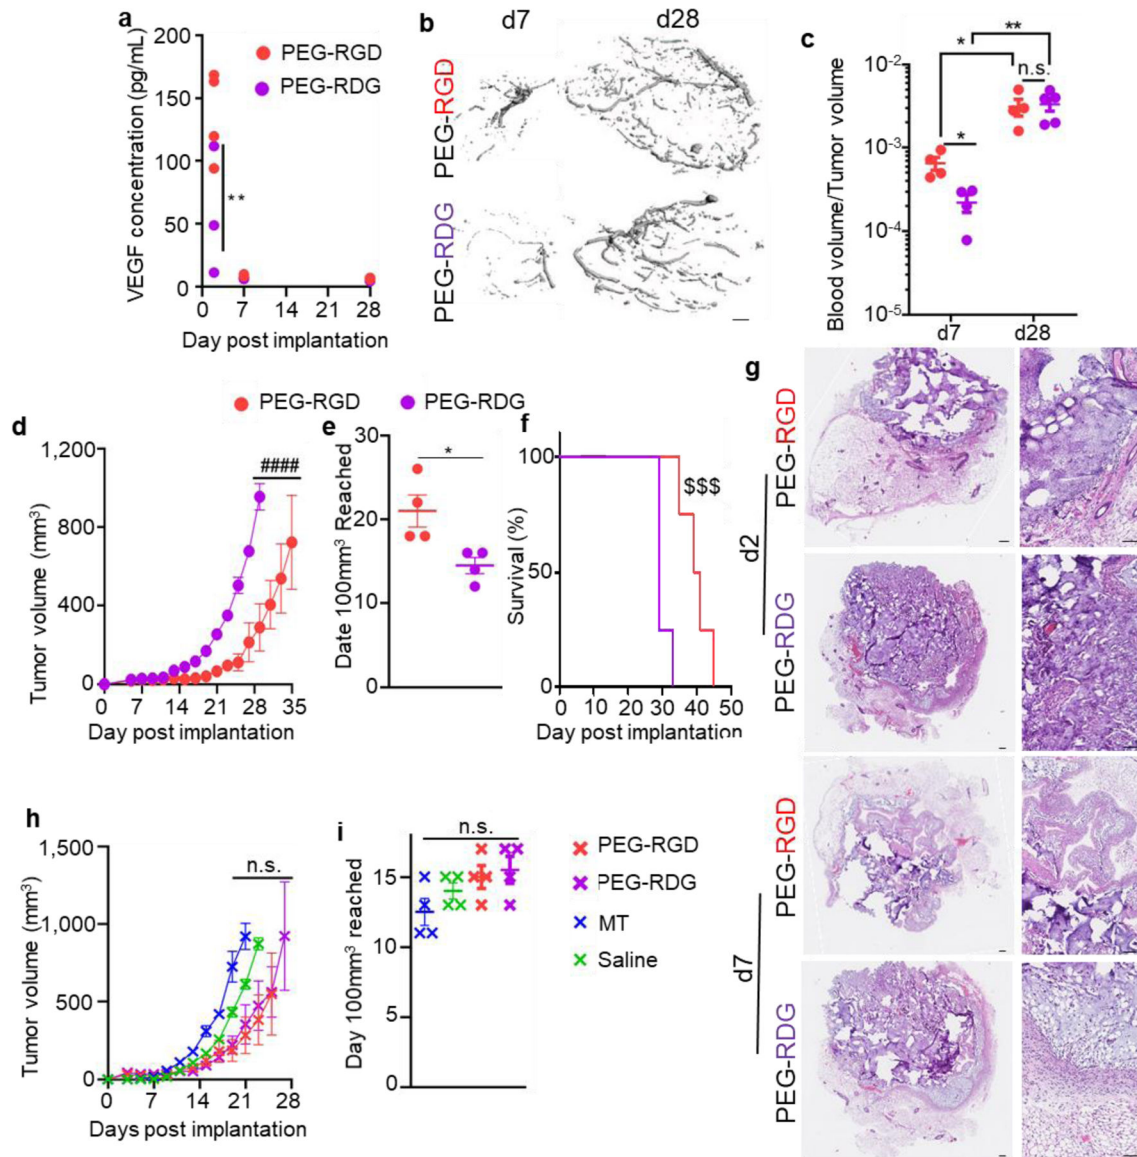 a
200
150
100
50
0
VEGF concentration (pg/mL)
PEG-RGD
PEG-RDG
**
0 7 14 21 28
Day post implantation
b
d7 d28
PEG-RGD
PEG-RDG
c
**
*
n.s.
*
10⁻²
10⁻³
10⁻⁴
10⁻⁵
Blood volume/Tumor volume
d7 d28
PEG-RGD PEG-RDG
d
1,200
800
400
0
Tumor volume (mm³)
####
0 7 14 21 28 35
Day post implantation
e
30
20
10
0
Date 100mm³ Reached
*
f
100
50
0
Survival (%)
$$$
0 10 20 30 40 50
Day post implantation
g
PEG-RGD
d2
PEG-RDG
PEG-RGD
d7
PEG-RDG
h
1,500
1,000
500
0
Tumor volume (mm³)
n.s.
0 7 14 21 28
Days post implantation
i
n.s.
15
10
5
0
Day 100mm³ reached
PEG-RGD
PEG-RDG
MT
Saline